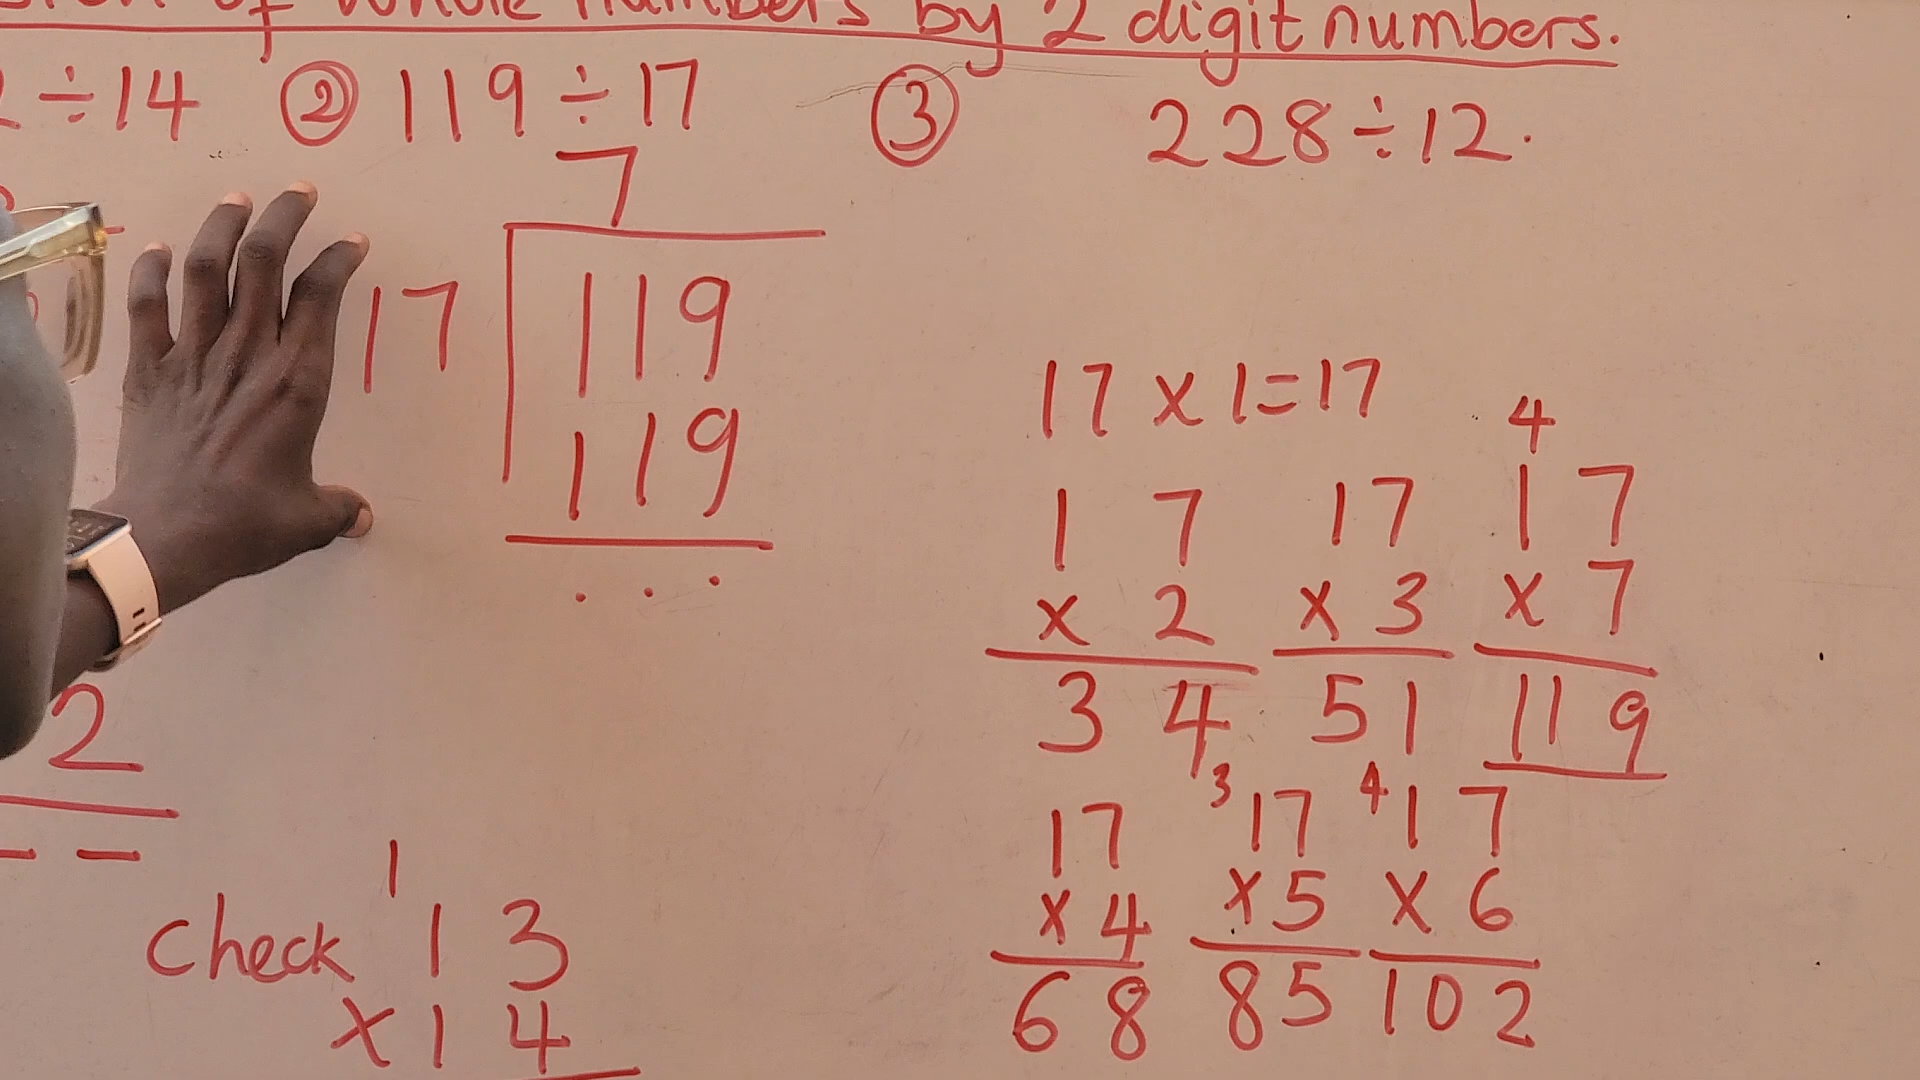 of whole numbers by 2 digit numbers.
÷14 ② 119÷17 ③ 228÷12.
7
17 119
119
. . .
17 x 1=17
4
17 17 17
x 2 x 3 x 7
34 51 119
3 4
17 17 17
x 4 x 5 x 6
68 85 102
2
1
Check 13
x 14